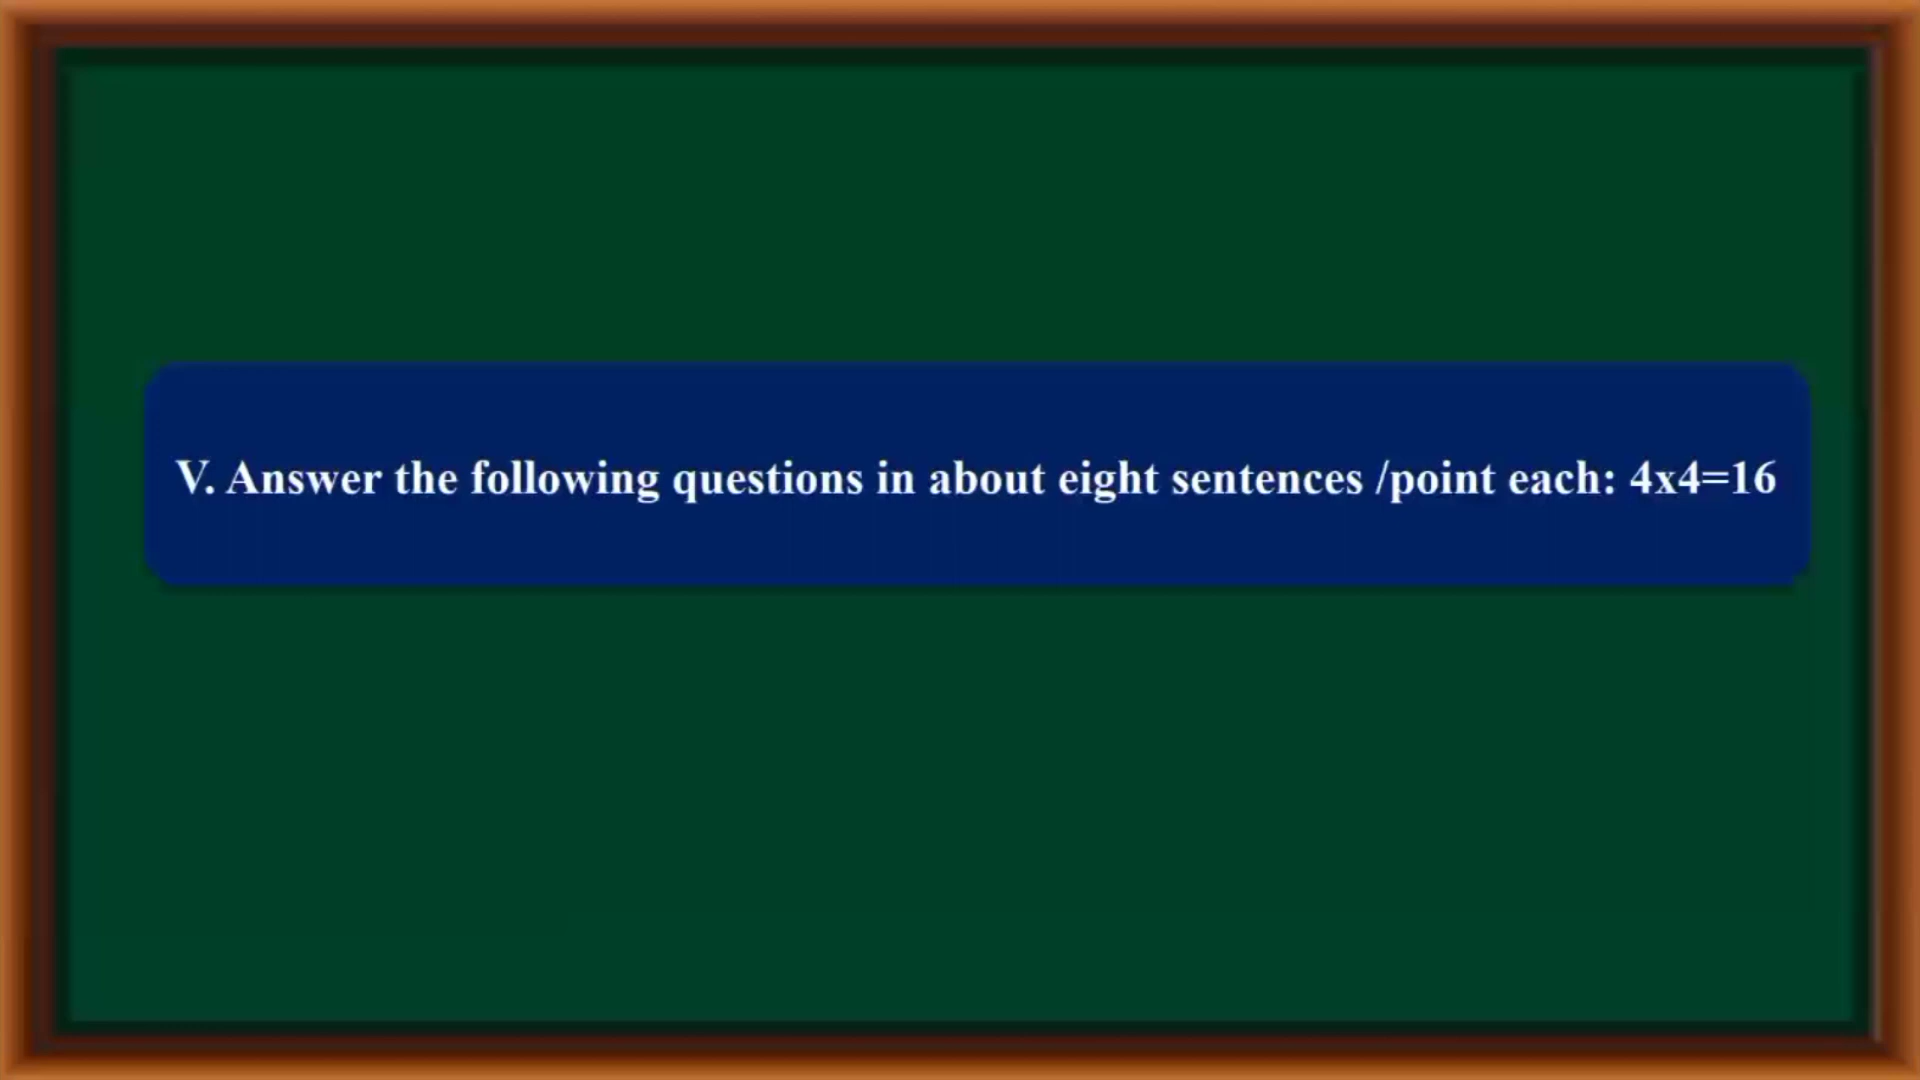 V. Answer the following questions in about eight sentences /point each: 4x4=16